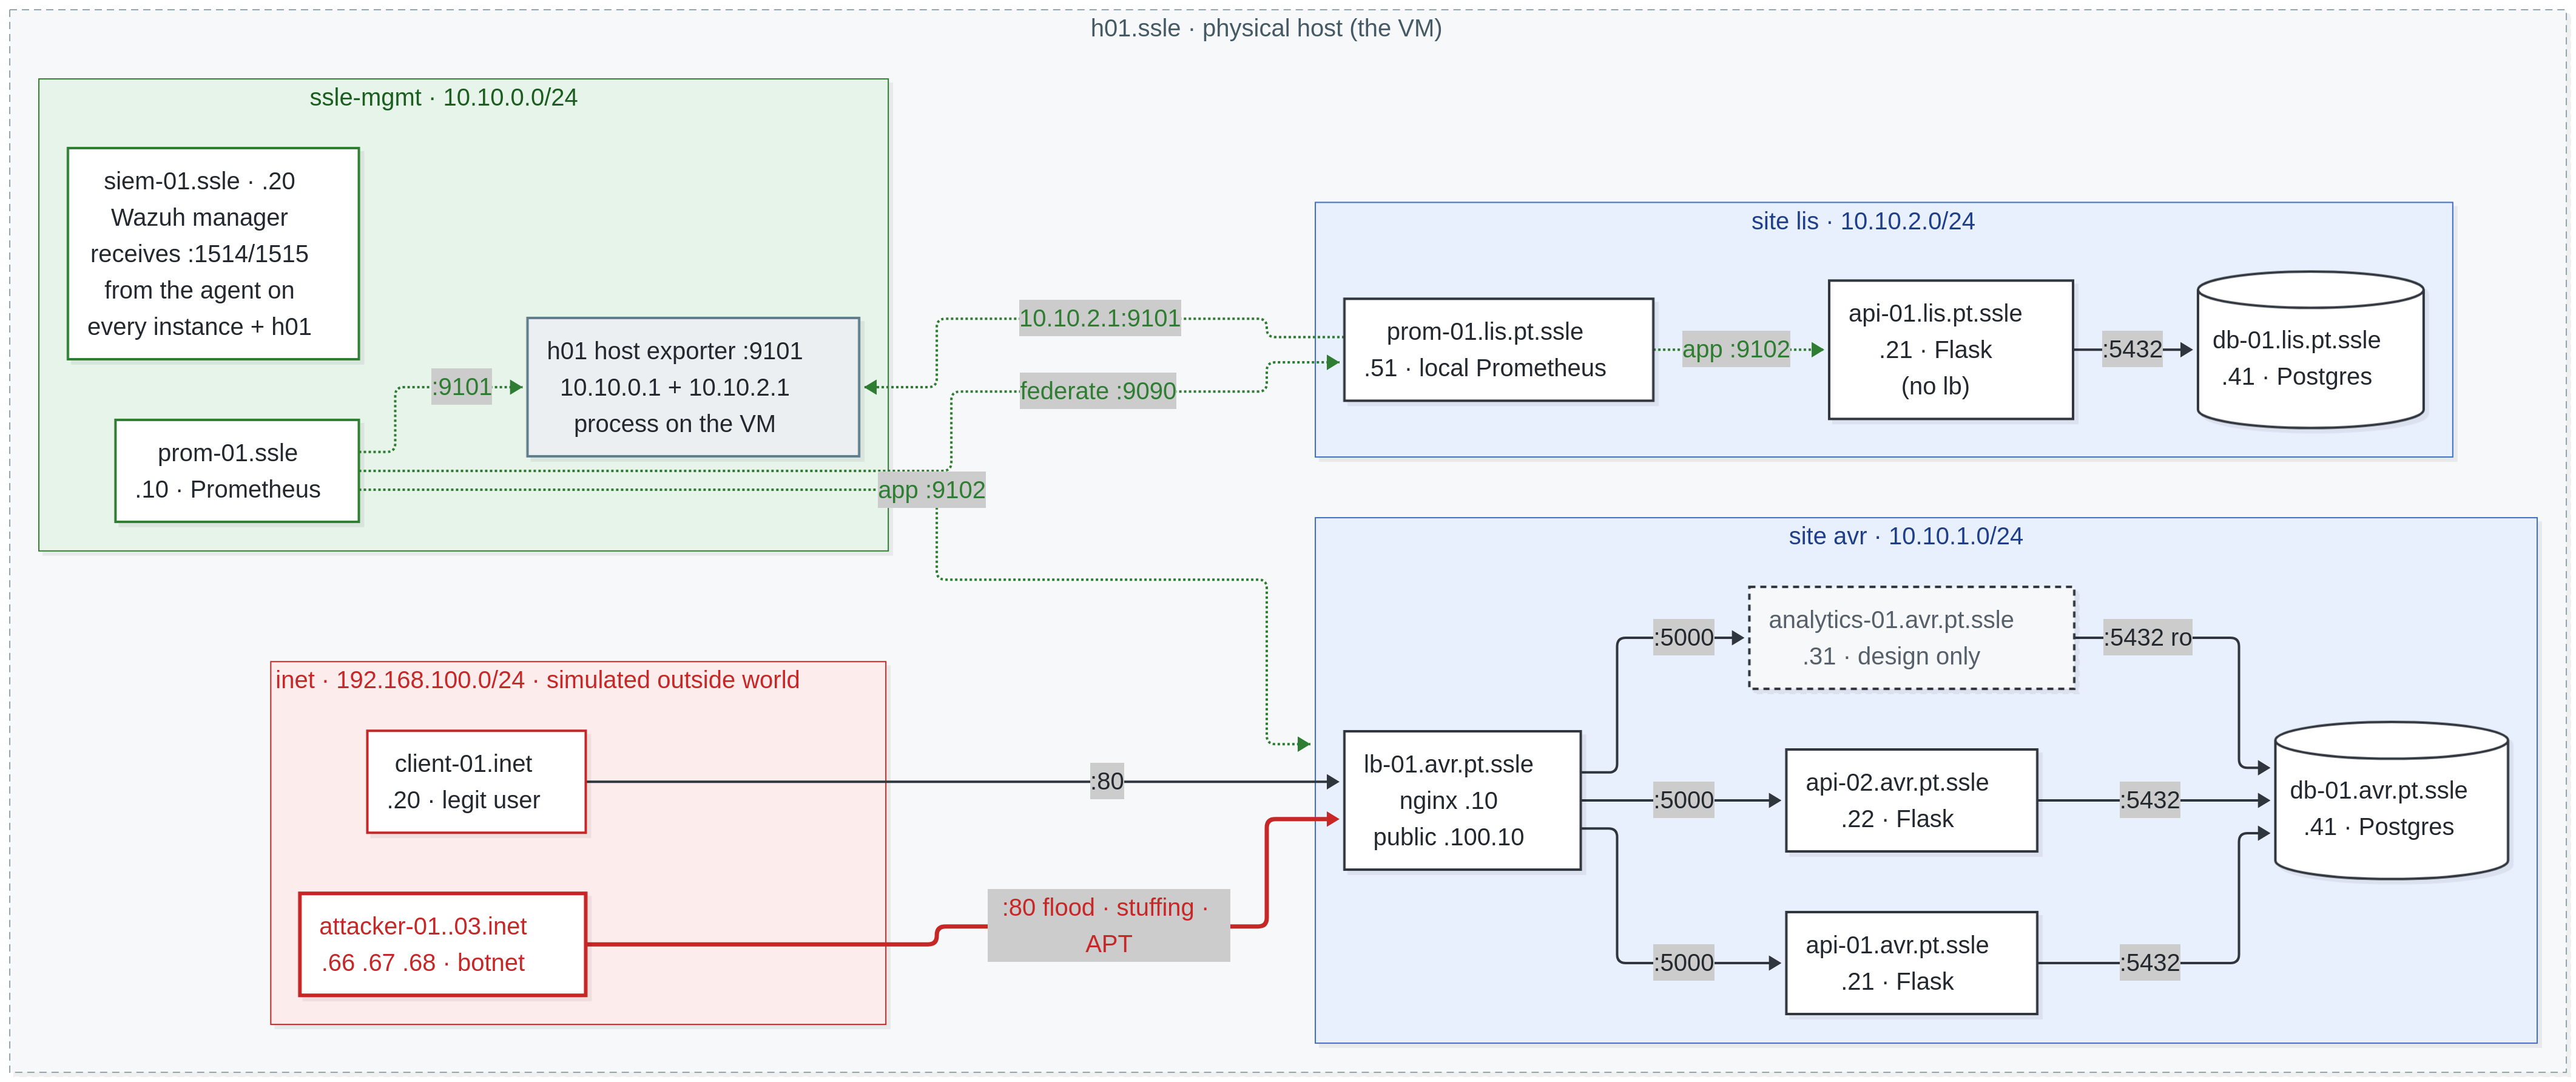 h01.ssle · physical host (the VM)
ssle-mgmt · 10.10.0.0/24
siem-01.ssle · .20
Wazuh manager
receives :1514/1515
from the agent on
every instance + h01
prom-01.ssle
.10 · Prometheus
:9101
h01 host exporter :9101
10.10.0.1 + 10.10.2.1
process on the VM
10.10.2.1:9101
federate :9090
app :9102
site lis · 10.10.2.0/24
prom-01.lis.pt.ssle
.51 · local Prometheus
app :9102
api-01.lis.pt.ssle
.21 · Flask
(no lb)
:5432
db-01.lis.pt.ssle
.41 · Postgres
inet · 192.168.100.0/24 · simulated outside world
client-01.inet
.20 · legit user
attacker-01..03.inet
.66 .67 .68 · botnet
:80
:80 flood · stuffing ·
APT
site avr · 10.10.1.0/24
lb-01.avr.pt.ssle
nginx .10
public .100.10
:5000
analytics-01.avr.pt.ssle
.31 · design only
:5432 ro
:5000
api-02.avr.pt.ssle
.22 · Flask
:5432
:5000
api-01.avr.pt.ssle
.21 · Flask
:5432
db-01.avr.pt.ssle
.41 · Postgres